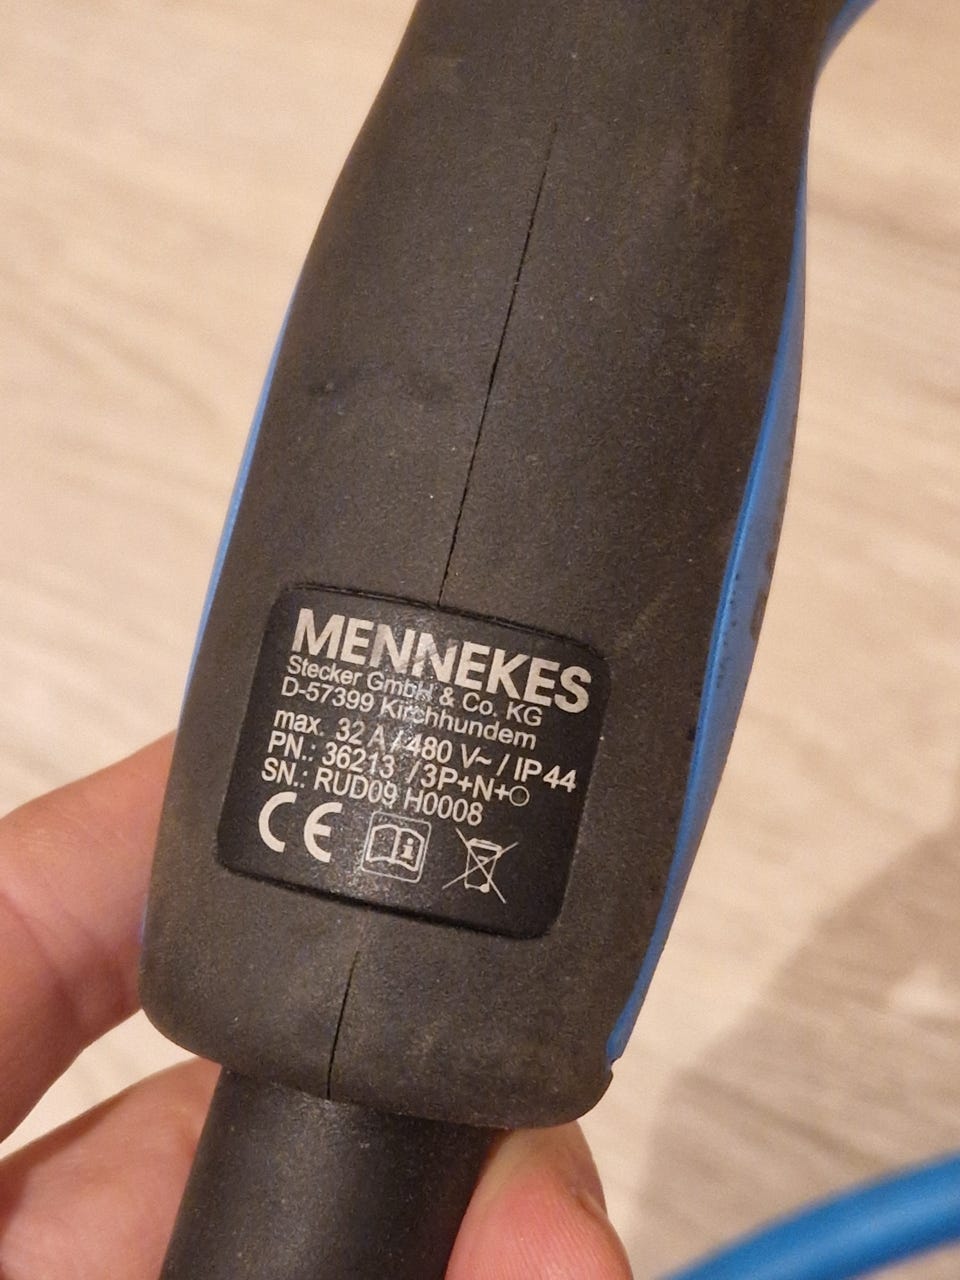 MENNEKES
Stecker GmbH & Co. KG
D-57399 Kirchhundem
max. 32 A / 480 V~ / IP 44
PN.: 36213 / 3P+N+
SN.: RUD09 H0008
CE